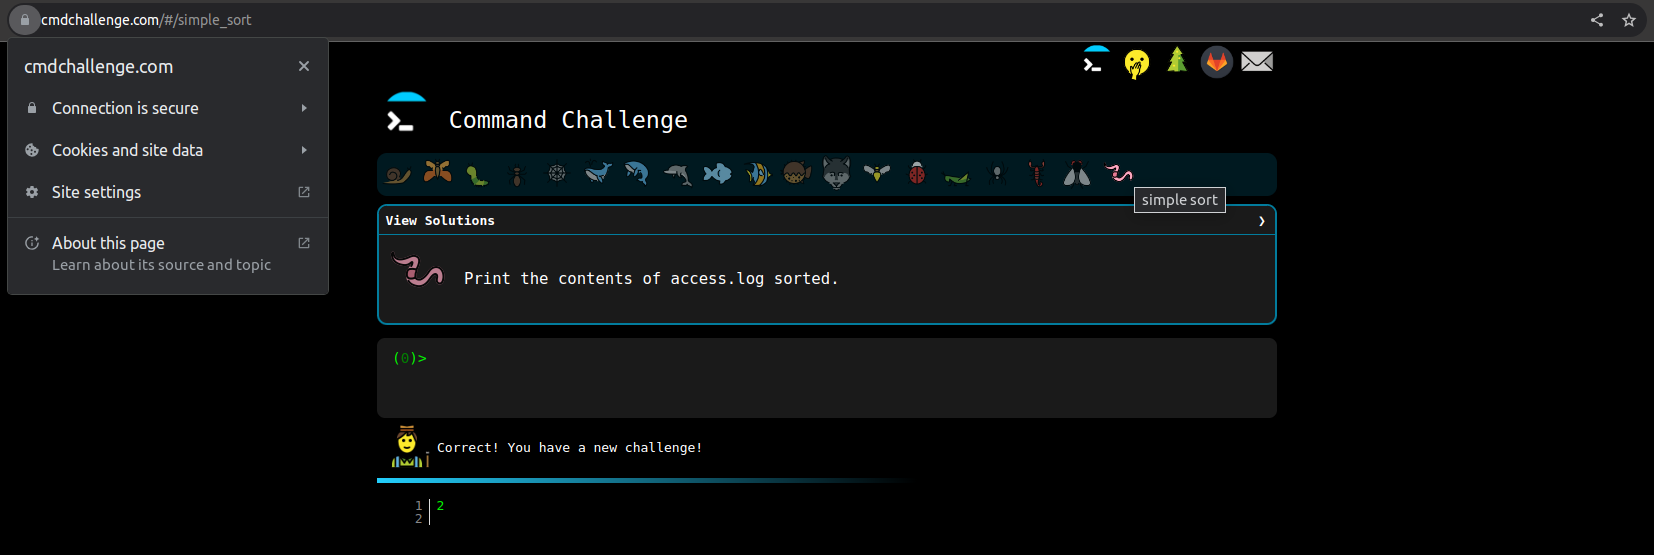 cmdchallenge.com/#/simple_sort
cmdchallenge.com
Connection is secure
Cookies and site data
Site settings
About this page
Learn about its source and topic
Command Challenge
simple sort
View Solutions
Print the contents of access.log sorted.
(0)>
Correct! You have a new challenge!
1 2
2